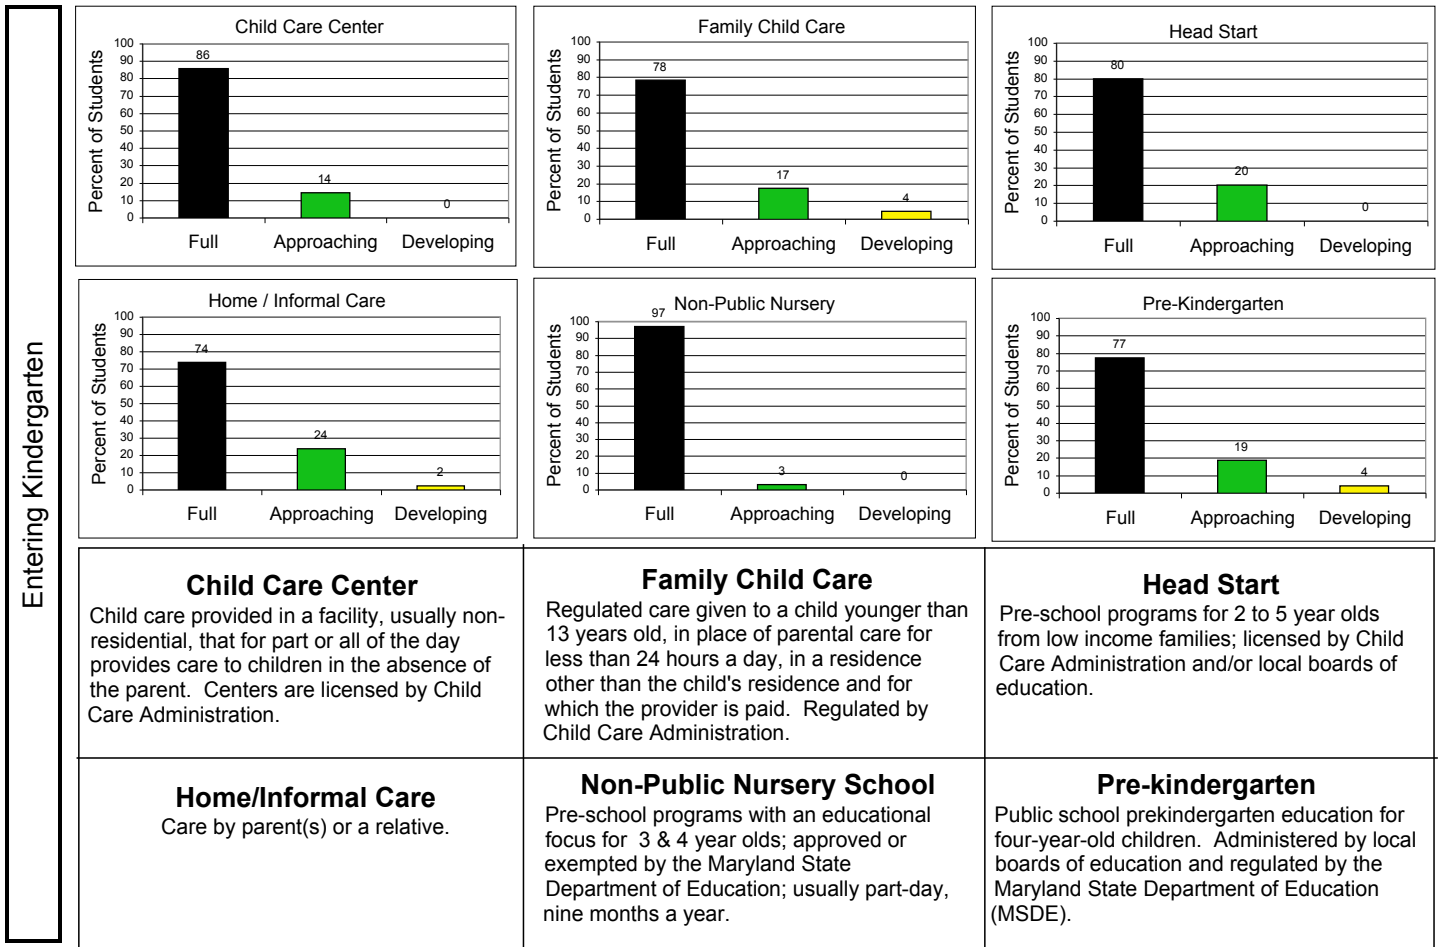 Entering Kindergarten
Child Care Center
Percent of Students
100
90
80
70
60
50
40
30
20
10
0
86
14
0
Full Approaching Developing
Family Child Care
Percent of Students
100
90
80
70
60
50
40
30
20
10
0
78
17
4
Full Approaching Developing
Head Start
Percent of Students
100
90
80
70
60
50
40
30
20
10
0
80
20
0
Full Approaching Developing
Home / Informal Care
Percent of Students
100
90
80
70
60
50
40
30
20
10
0
74
24
2
Full Approaching Developing
Non-Public Nursery
Percent of Students
100
90
80
70
60
50
40
30
20
10
0
97
3
0
Full Approaching Developing
Pre-Kindergarten
Percent of Students
100
90
80
70
60
50
40
30
20
10
0
77
19
4
Full Approaching Developing
Child Care Center
Child care provided in a facility, usually non-
residential, that for part or all of the day
provides care to children in the absence of
the parent.  Centers are licensed by Child
Care Administration.
Family Child Care
Regulated care given to a child younger than
13 years old, in place of parental care for
less than 24 hours a day, in a residence
other than the child's residence and for
which the provider is paid.  Regulated by
Child Care Administration.
Head Start
Pre-school programs for 2 to 5 year olds
from low income families; licensed by Child
Care Administration and/or local boards of
education.
Home/Informal Care
Care by parent(s) or a relative.
Non-Public Nursery School
Pre-school programs with an educational
focus for  3 & 4 year olds; approved or
exempted by the Maryland State
Department of Education; usually part-day,
nine months a year.
Pre-kindergarten
Public school prekindergarten education for
four-year-old children.  Administered by local
boards of education and regulated by the
Maryland State Department of Education
(MSDE).